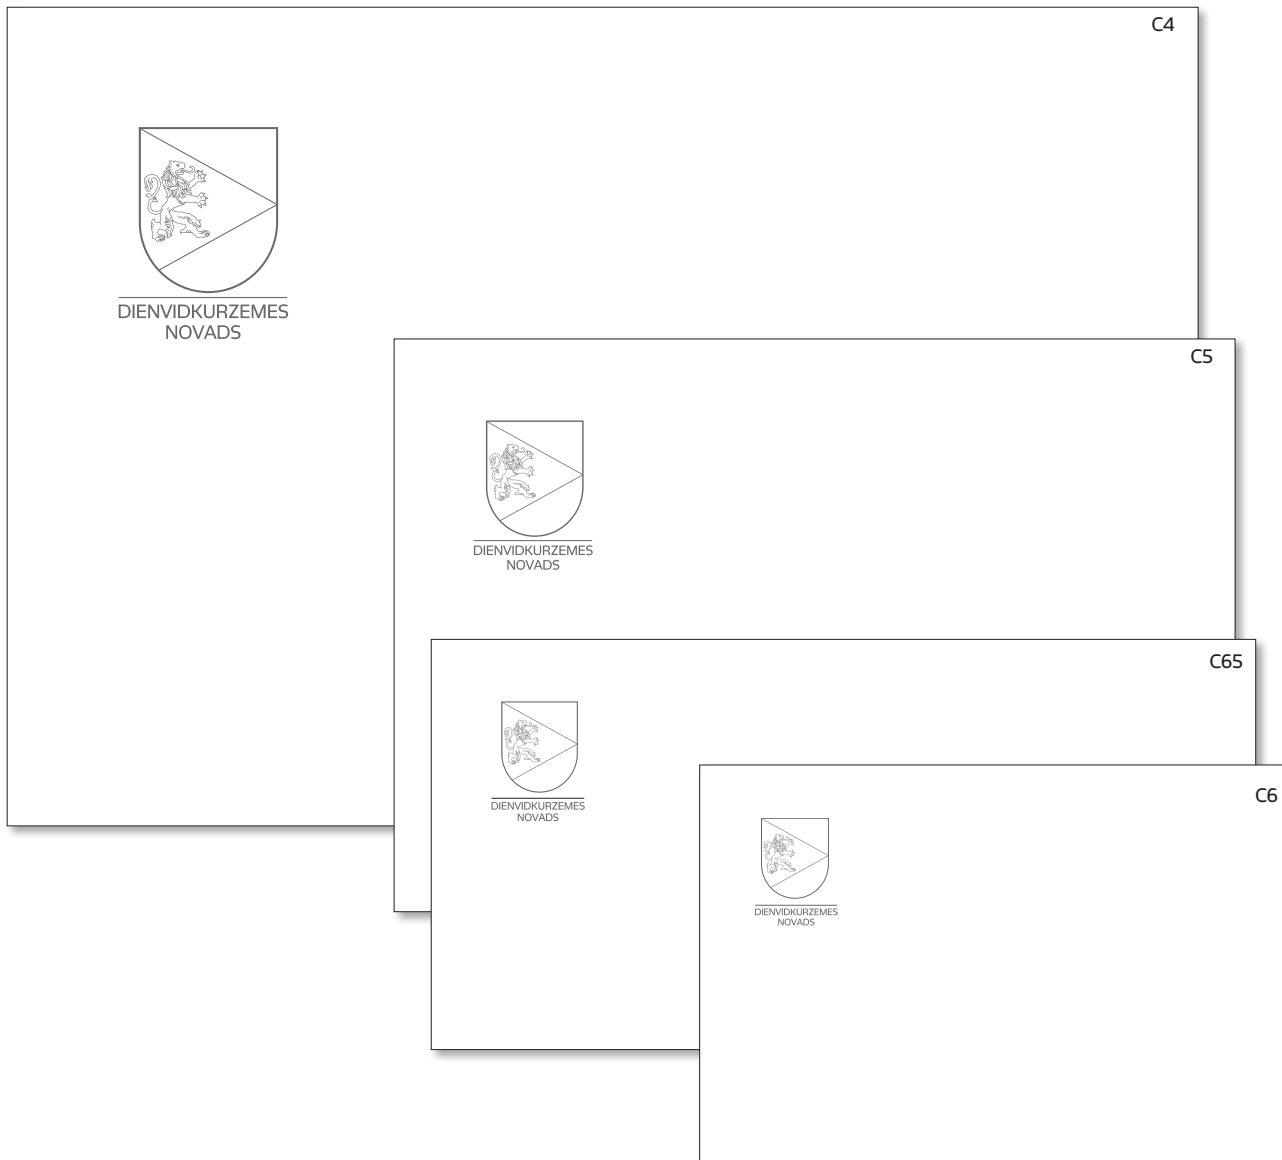 C4
DIENVIDKURZEMES
NOVADS
C5
DIENVIDKURZEMES
NOVADS
C65
DIENVIDKURZEMES
NOVADS
C6
DIENVIDKURZEMES
NOVADS